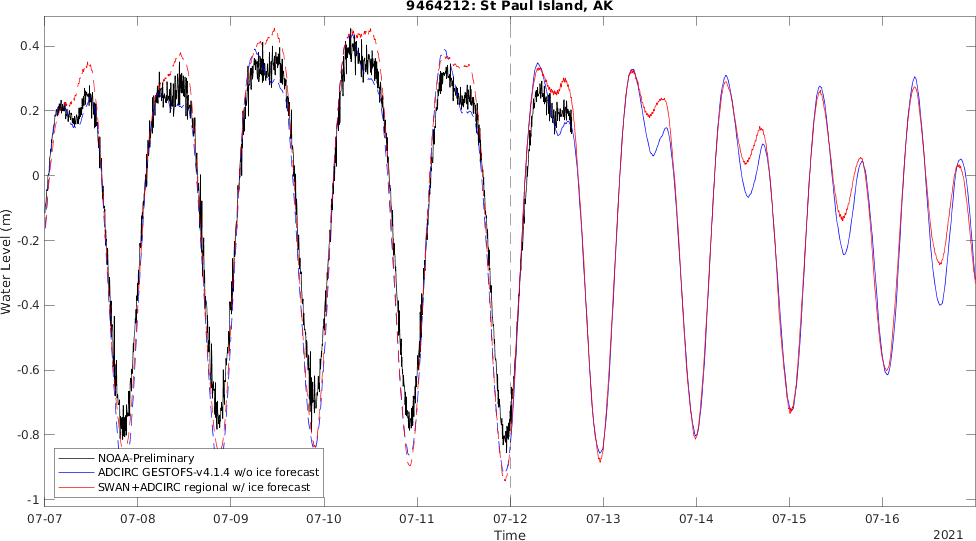 9464212: St Paul Island, AK
0.4
0.2
0
-0.2
-0.4
-0.6
-0.8
-1
Water Level (m)
NOAA-Preliminary
ADCIRC GESTOFS-v4.1.4 w/o ice forecast
SWAN+ADCIRC regional w/ ice forecast
07-07 07-08 07-09 07-10 07-11 07-12 07-13 07-14 07-15 07-16
Time
2021